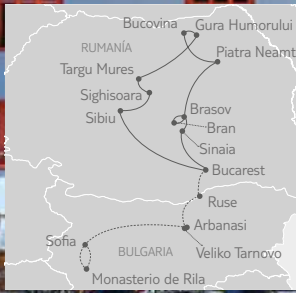 Bucovina
Gura Humorului
RUMANÍA
Piatra Neamt
Targu Mures
Sighisoara
Brasov
Sibiu
Bran
Sinaia
Bucarest
Ruse
Arbanasi
Sofia
BULGARIA
Veliko Tarnovo
Monasterio de Rila